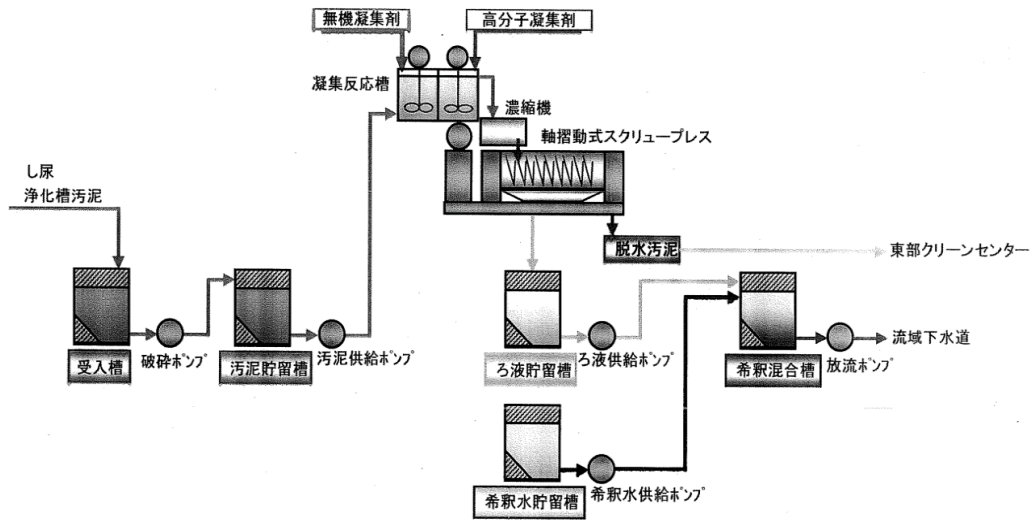 無機凝集剤
高分子凝集剤
凝集反応槽
濃縮機
軸摺動式スクリュープレス
し尿
浄化槽汚泥
脱水汚泥
東部クリーンセンター
受入槽
破砕ﾎﾟﾝﾌﾟ
汚泥貯留槽
汚泥供給ﾎﾟﾝﾌﾟ
ろ液貯留槽
ろ液供給ﾎﾟﾝﾌﾟ
希釈混合槽
放流ﾎﾟﾝﾌﾟ
流域下水道
希釈水貯留槽
希釈水供給ﾎﾟﾝﾌﾟ